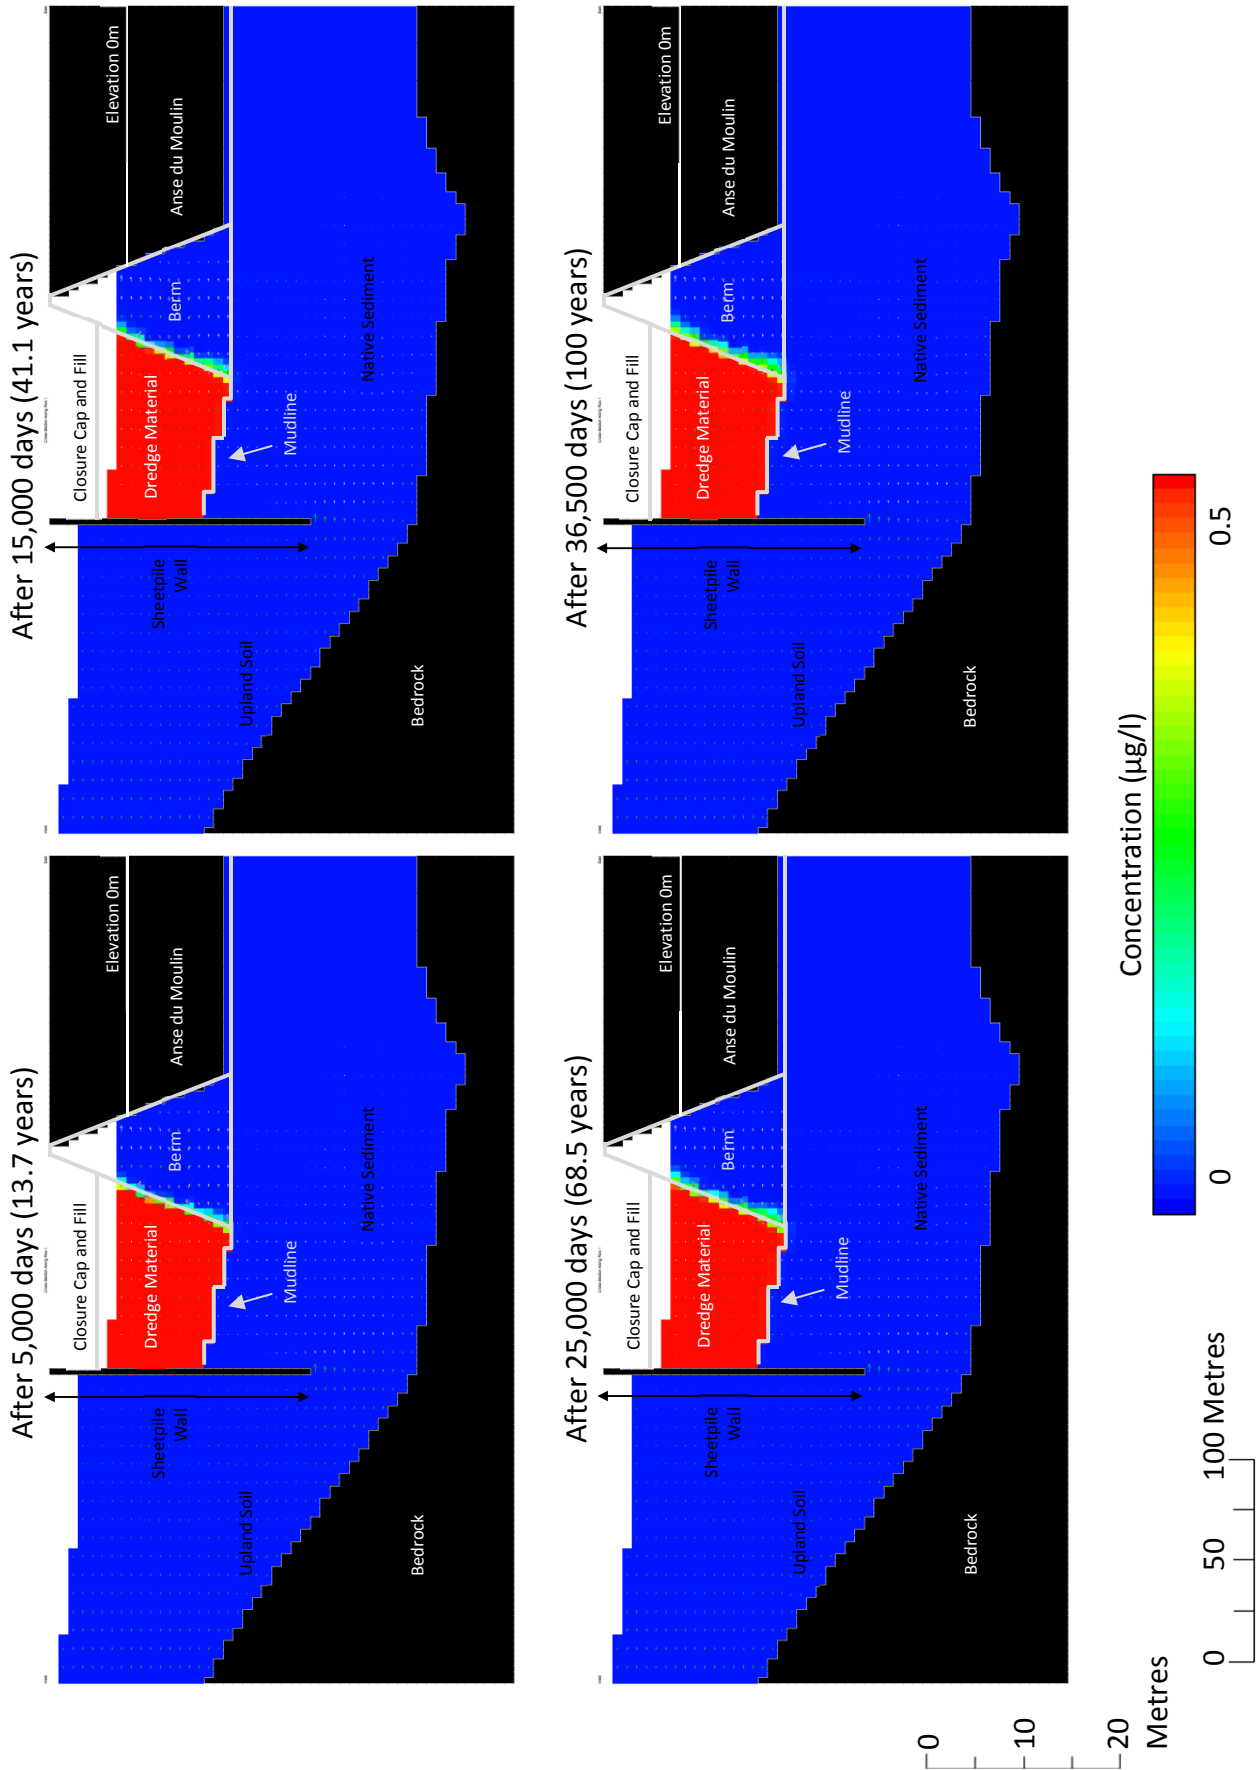 After 5,000 days (13.7 years)
Closure Cap and Fill
Elevation 0m
Dredge Material
Berm
Anse du Moulin
Sheetpile
Wall
Mudline
Upland Soil
Native Sediment
Bedrock
After 15,000 days (41.1 years)
Closure Cap and Fill
Elevation 0m
Dredge Material
Berm
Anse du Moulin
Sheetpile
Wall
Mudline
Upland Soil
Native Sediment
Bedrock
After 25,000 days (68.5 years)
Closure Cap and Fill
Elevation 0m
Dredge Material
Berm
Anse du Moulin
Sheetpile
Wall
Mudline
Upland Soil
Native Sediment
Bedrock
After 36,500 days (100 years)
Closure Cap and Fill
Elevation 0m
Dredge Material
Berm
Anse du Moulin
Sheetpile
Wall
Mudline
Upland Soil
Native Sediment
Bedrock
0
10
20
Metres
0 50 100 Metres
Concentration (µg/l)
0 0.5